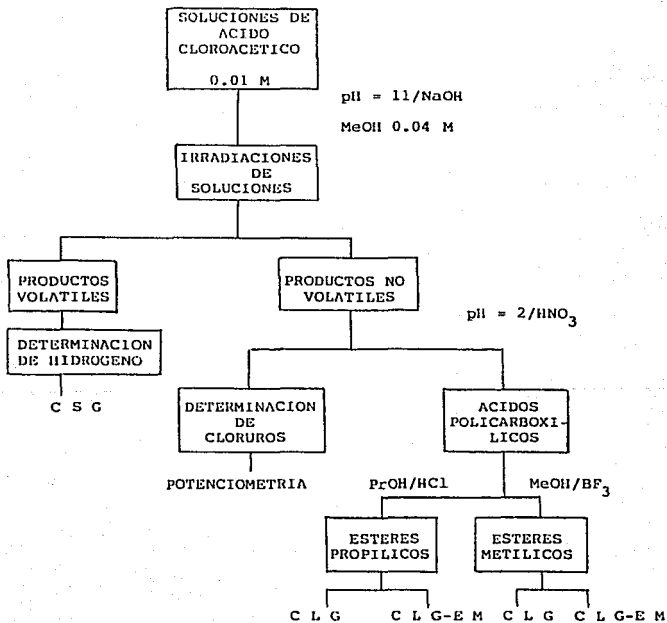 SOLUCIONES DE
ACIDO
CLOROACETICO
0.01 M
pH = 11/NaOH
MeOH 0.04 M
IRRADIACIONES
DE
SOLUCIONES
PRODUCTOS
VOLATILES
PRODUCTOS NO
VOLATILES
pH = 2/HNO3
DETERMINACION
DE HIDROGENO
C S G
DETERMINACION
DE
CLORUROS
ACIDOS
POLICARBOXI-
LICOS
POTENCIOMETRIA
PrOH/HCl
MeOH/BF3
ESTERES
PROPILICOS
ESTERES
METILICOS
C L G
C L G-E M
C L G
C L G-E M